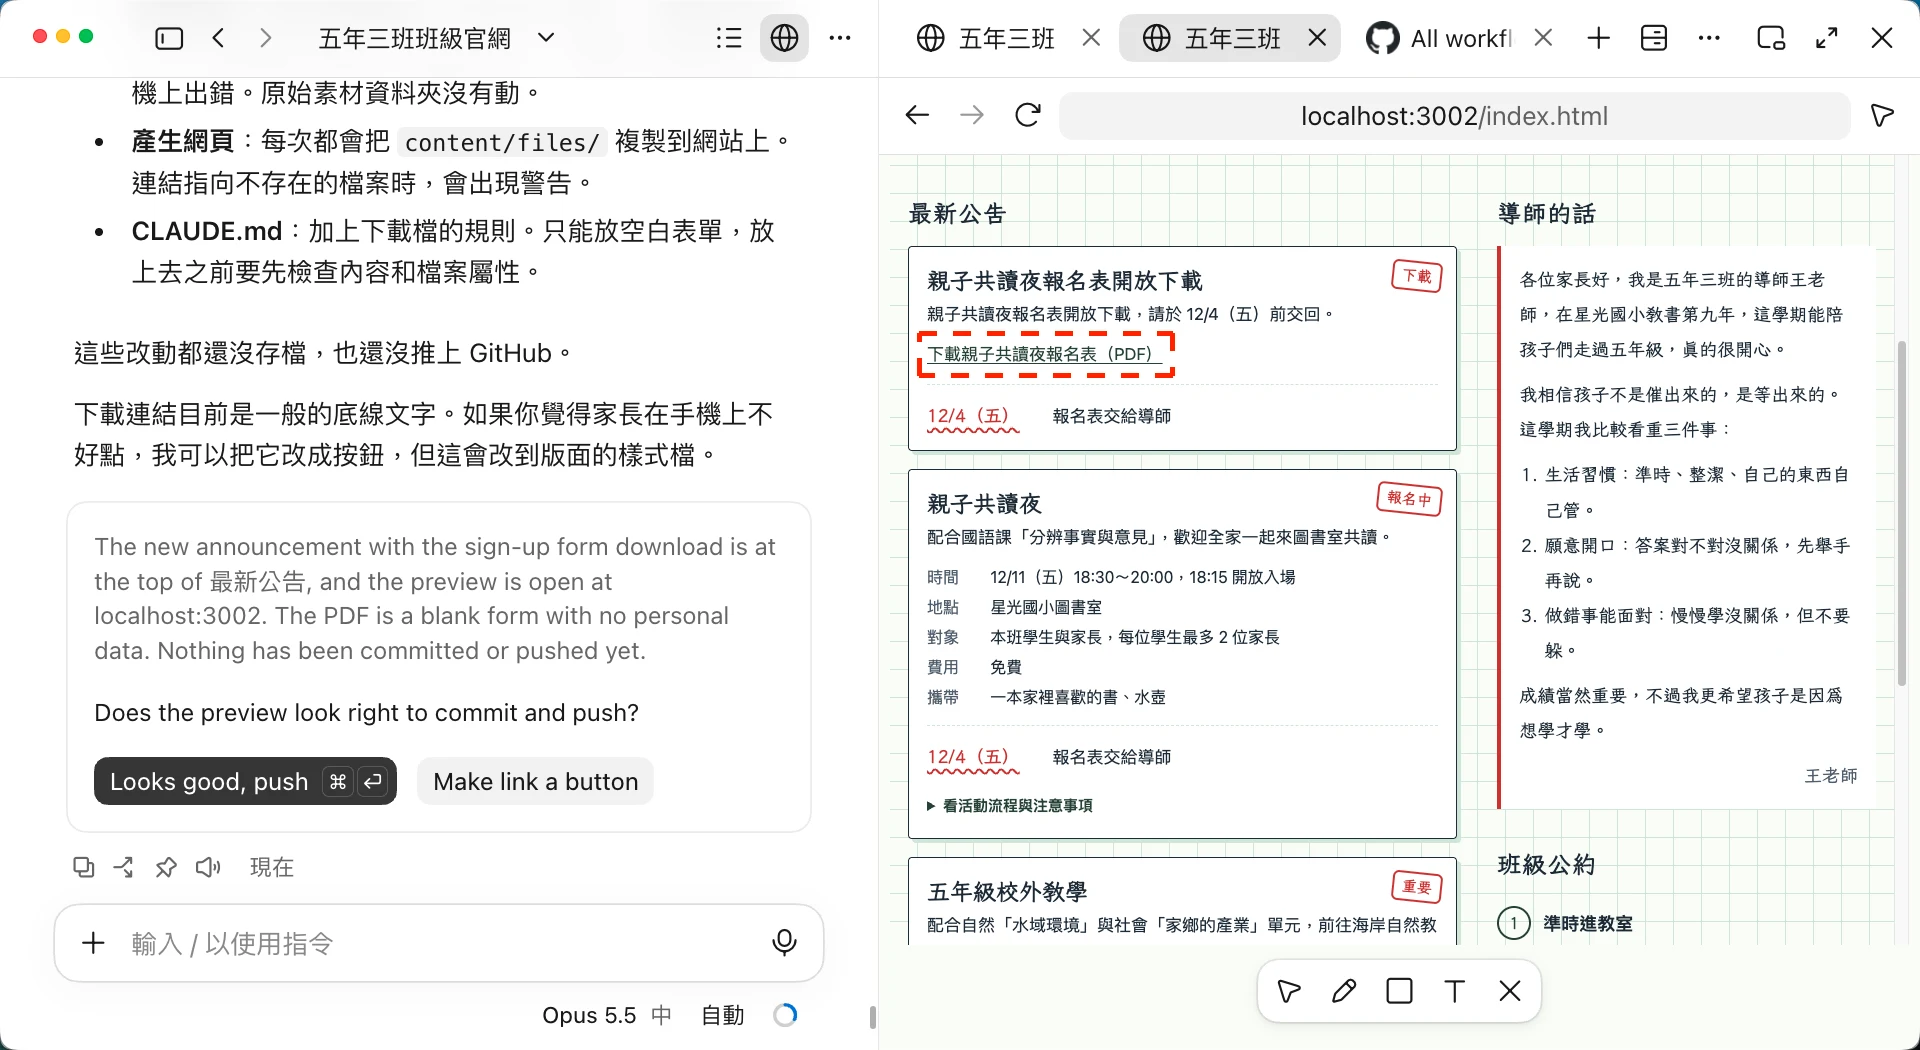 五年三班班級官網
機上出錯。原始素材資料夾沒有動。
產生網頁：每次都會把 content/files/ 複製到網站上。
連結指向不存在的檔案時，會出現警告。
CLAUDE.md：加上下載檔的規則。只能放空白表單，放
上去之前要先檢查內容和檔案屬性。
這些改動都還沒存檔，也還沒推上 GitHub。
下載連結目前是一般的底線文字。如果你覺得家長在手機上不
好點，我可以把它改成按鈕，但這會改到版面的樣式檔。
The new announcement with the sign-up form download is at
the top of 最新公告, and the preview is open at
localhost:3002. The PDF is a blank form with no personal
data. Nothing has been committed or pushed yet.
Does the preview look right to commit and push?
Looks good, push ⌘ ↵
Make link a button
現在
輸入 / 以使用指令
Opus 5.5 中 自動
五年三班
五年三班
All workfl
localhost:3002/index.html
最新公告
親子共讀夜報名表開放下載
下載
親子共讀夜報名表開放下載，請於 12/4（五）前交回。
下載親子共讀夜報名表（PDF）
12/4（五） 報名表交給導師
親子共讀夜
報名中
配合國語課「分辨事實與意見」，歡迎全家一起來圖書室共讀。
時間 12/11（五）18:30～20:00，18:15 開放入場
地點 星光國小圖書室
對象 本班學生與家長，每位學生最多 2 位家長
費用 免費
攜帶 一本家裡喜歡的書、水壺
12/4（五） 報名表交給導師
▶ 看活動流程與注意事項
五年級校外教學
重要
配合自然「水域環境」與社會「家鄉的產業」單元，前往海岸自然教
導師的話
各位家長好，我是五年三班的導師王老
師，在星光國小教書第九年，這學期能陪
孩子們走過五年級，真的很開心。
我相信孩子不是催出來的，是等出來的。
這學期我比較看重三件事：
1. 生活習慣：準時、整潔、自己的東西自
己管。
2. 願意開口：答案對不對沒關係，先舉手
再說。
3. 做錯事能面對：慢慢學沒關係，但不要
躲。
成績當然重要，不過我更希望孩子是因為
想學才學。
王老師
班級公約
1 準時進教室
T